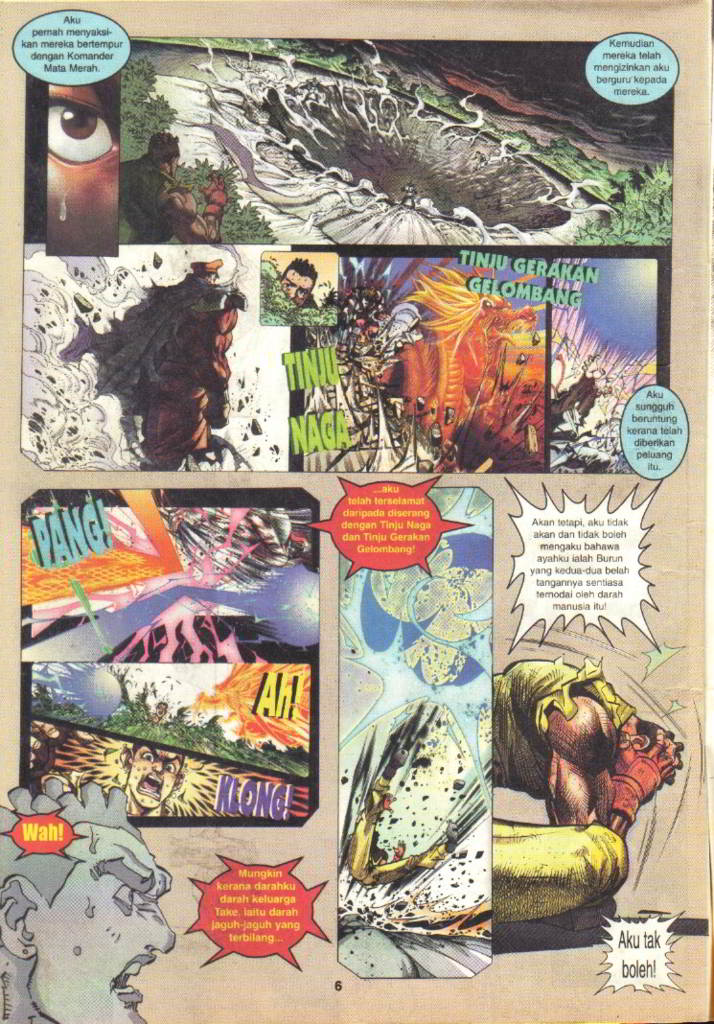 Aku
pernah menyaksi-
kan mereka bertempur
dengan Komander
Mata Merah.
Kemudian
mereka telah
mengizinkan aku
berguru kepada
mereka.
TINJU GERAKAN
GELOMBANG
TINJU
NAGA
Aku
sungguh
beruntung
kerana telah
diberikan
peluang
itu.
PANG!
...aku
telah terselamat
daripada diserang
dengan Tinju Naga
dan Tinju Gerakan
Gelombang!
Akan tetapi, aku tidak
akan dan tidak boleh
mengaku bahawa
ayahku ialah Burun
yang kedua-dua belah
tangannya sentiasa
ternodai oleh darah
manusia itu!
Ah!
KLONG!
Wah!
Mungkin
kerana darahku
darah keluarga
Take, iaitu darah
jaguh-jaguh yang
terbilang...
Aku tak
boleh!
6